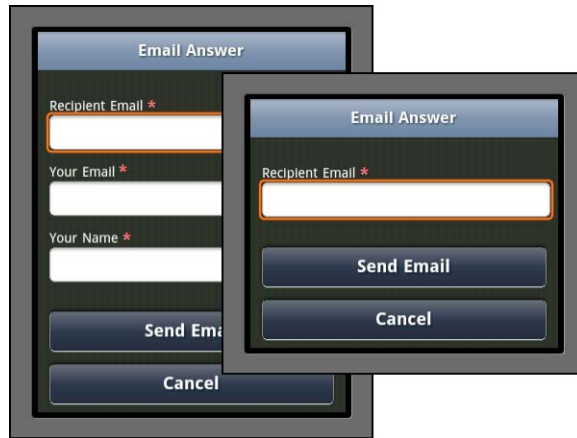 Email Answer
Recipient Email *
Your Email *
Your Name *
Send Ema
Cancel
Email Answer
Recipient Email *
Send Email
Cancel